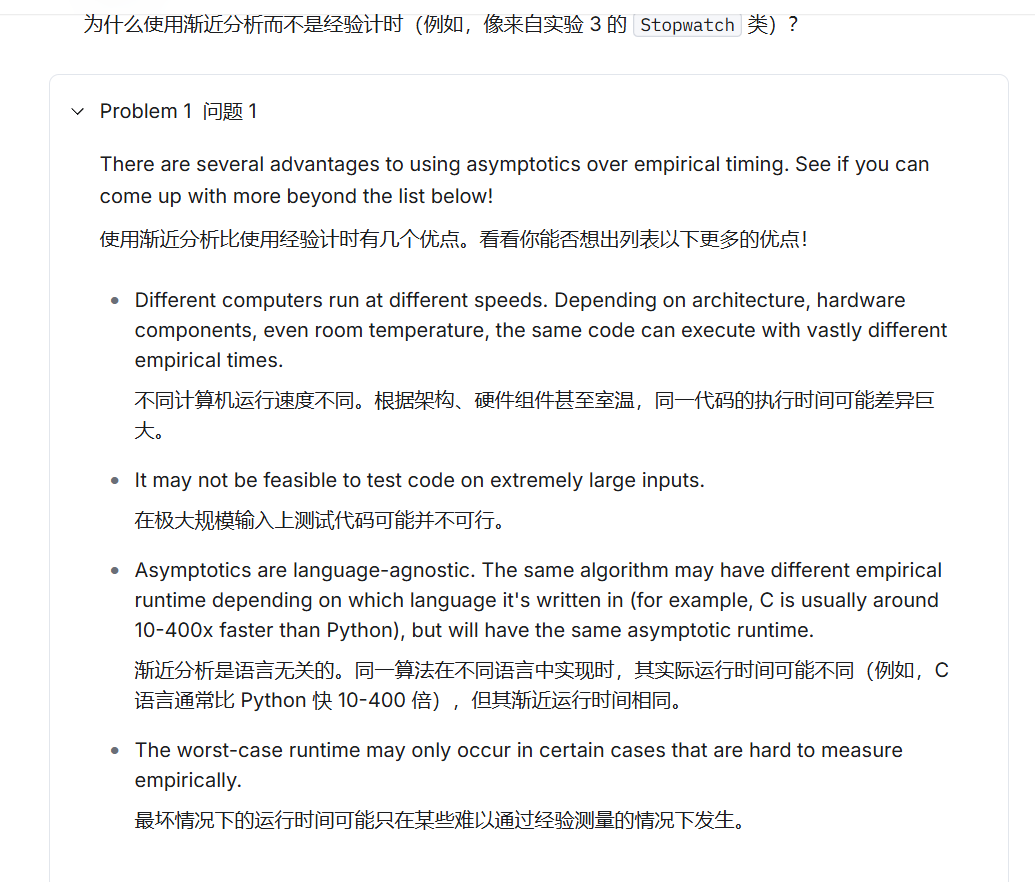 为什么使用渐近分析而不是经验计时（例如，像来自实验 3 的 Stopwatch 类）？
Problem 1 问题 1
There are several advantages to using asymptotics over empirical timing. See if you can
come up with more beyond the list below!
使用渐近分析比使用经验计时有几个优点。看看你能否想出列表以下更多的优点！
• Different computers run at different speeds. Depending on architecture, hardware
components, even room temperature, the same code can execute with vastly different
empirical times.
不同计算机运行速度不同。根据架构、硬件组件甚至室温，同一代码的执行时间可能差异巨
大。
• It may not be feasible to test code on extremely large inputs.
在极大规模输入上测试代码可能并不可行。
• Asymptotics are language-agnostic. The same algorithm may have different empirical
runtime depending on which language it's written in (for example, C is usually around
10-400x faster than Python), but will have the same asymptotic runtime.
渐近分析是语言无关的。同一算法在不同语言中实现时，其实际运行时间可能不同（例如，C
语言通常比 Python 快 10-400 倍），但其渐近运行时间相同。
• The worst-case runtime may only occur in certain cases that are hard to measure
empirically.
最坏情况下的运行时间可能只在某些难以通过经验测量的情况下发生。